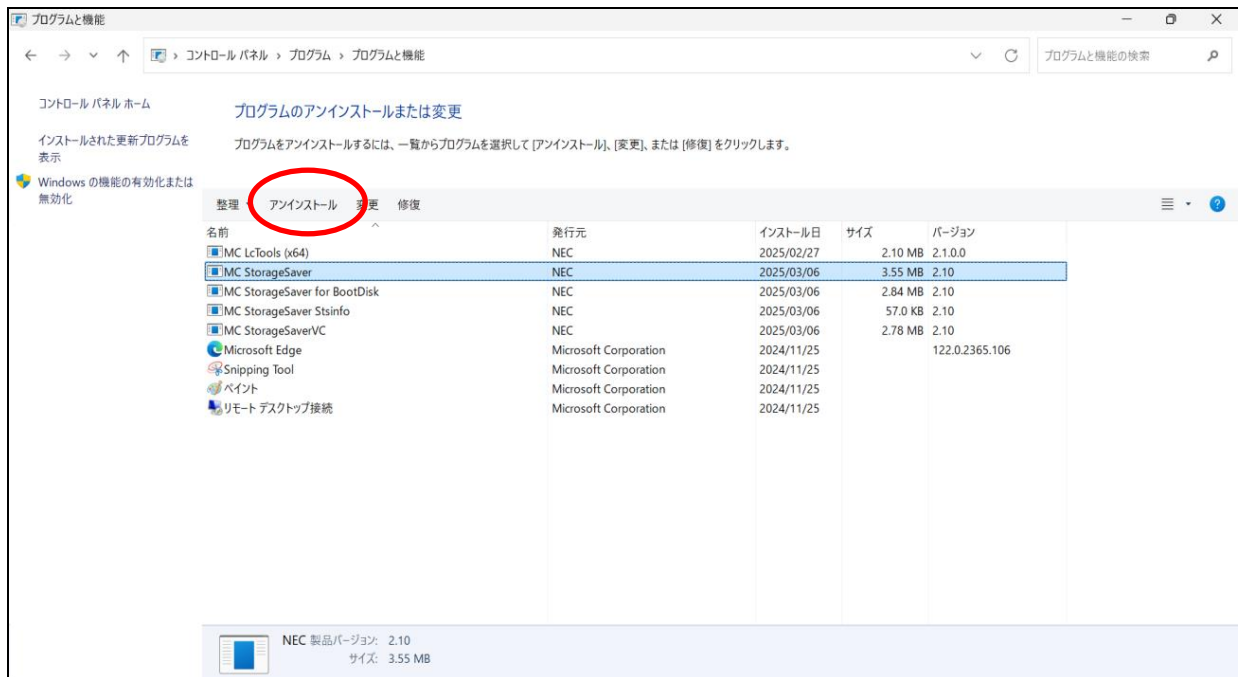 プログラムと機能
コントロール パネル › プログラム › プログラムと機能
プログラムと機能の検索
コントロール パネル ホーム
インストールされた更新プログラムを
表示
Windows の機能の有効化または
無効化
プログラムのアンインストールまたは変更
プログラムをアンインストールするには、一覧からプログラムを選択して [アンインストール]、[変更]、または [修復] をクリックします。
整理 アンインストール 変更 修復
名前 発行元 インストール日 サイズ バージョン
MC LcTools (x64) NEC 2025/02/27 2.10 MB 2.1.0.0
MC StorageSaver NEC 2025/03/06 3.55 MB 2.10
MC StorageSaver for BootDisk NEC 2025/03/06 2.84 MB 2.10
MC StorageSaver Stsinfo NEC 2025/03/06 57.0 KB 2.10
MC StorageSaverVC NEC 2025/03/06 2.78 MB 2.10
Microsoft Edge Microsoft Corporation 2024/11/25 122.0.2365.106
Snipping Tool Microsoft Corporation 2024/11/25
ペイント Microsoft Corporation 2024/11/25
リモート デスクトップ接続 Microsoft Corporation 2024/11/25
NEC 製品バージョン: 2.10
サイズ: 3.55 MB